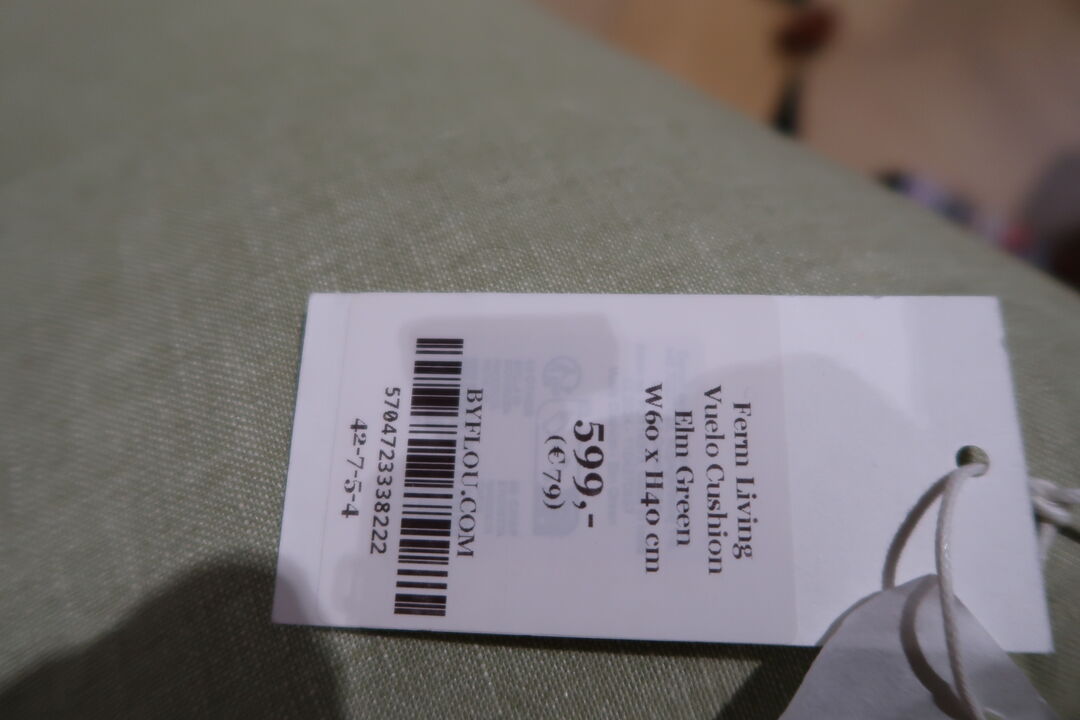 Ferm Living
Vuelo Cushion
Elm Green
W60 x H40 cm
599,-
(€ 79)
BYFLOU.COM
5704723338222
42-7-5-4